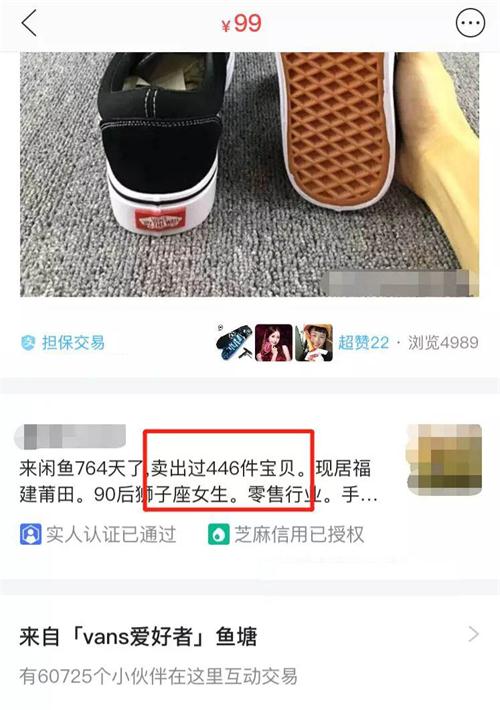 ¥99
VANS
"OFF THE WALL"
担保交易
超赞22 · 浏览4989
来闲鱼764天了,卖出过446件宝贝。现居福
建莆田。90后狮子座女生。零售行业。手…
实人认证已通过
芝麻信用已授权
来自「vans爱好者」鱼塘
有60725个小伙伴在这里互动交易